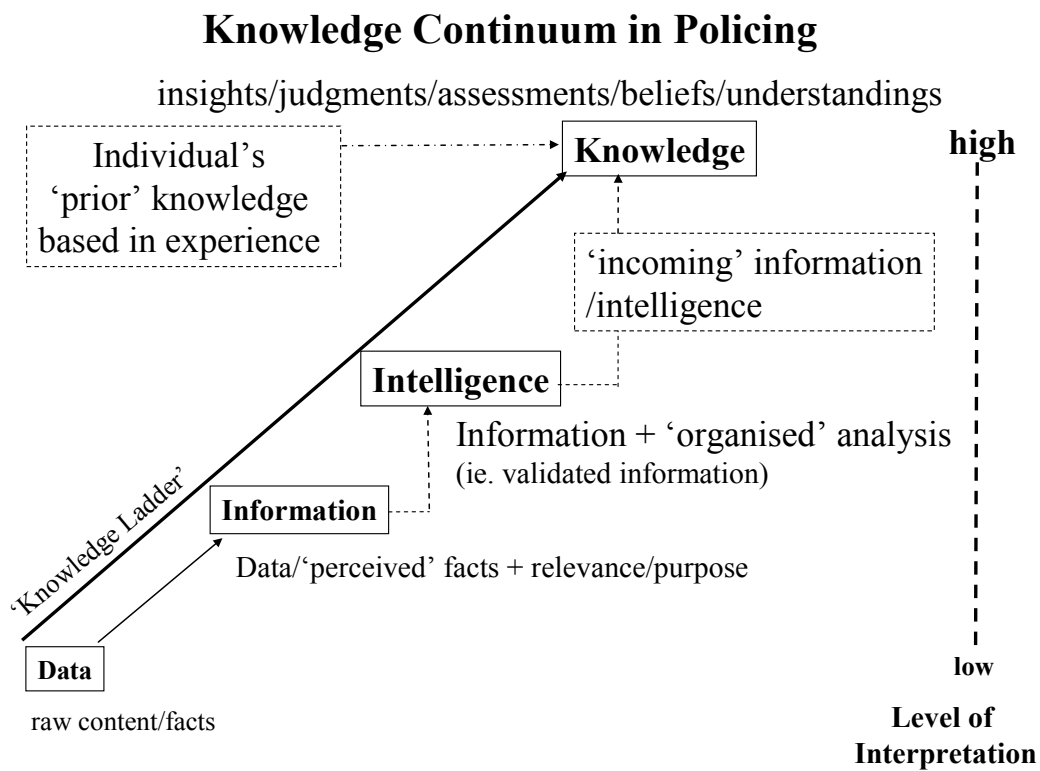 Knowledge Continuum in Policing
insights/judgments/assessments/beliefs/understandings
Individual’s
‘prior’ knowledge
based in experience
Knowledge
high
‘incoming’ information
/intelligence
Intelligence
Information + ‘organised’ analysis
(ie. validated information)
‘Knowledge Ladder’
Information
Data/‘perceived’ facts + relevance/purpose
Data
raw content/facts
low
Level of
Interpretation